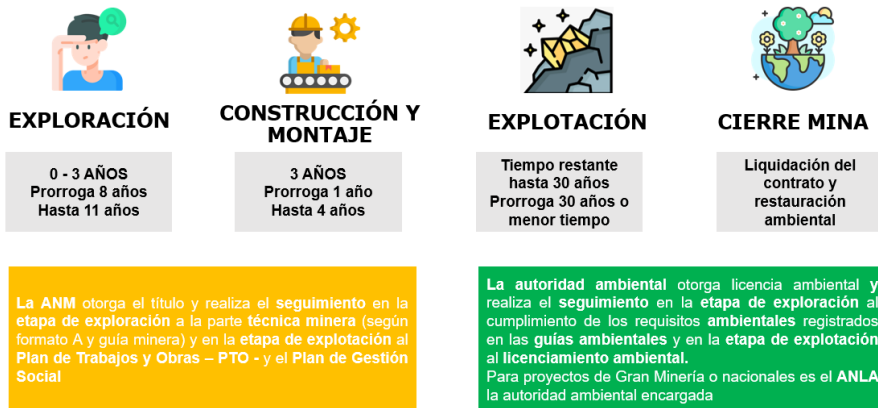 EXPLORACIÓN
0 - 3 AÑOS
Prorroga 8 años
Hasta 11 años
CONSTRUCCIÓN Y
MONTAJE
3 AÑOS
Prorroga 1 año
Hasta 4 años
EXPLOTACIÓN
Tiempo restante
hasta 30 años
Prorroga 30 años o
menor tiempo
CIERRE MINA
Liquidación del
contrato y
restauración
ambiental
La ANM otorga el título y realiza el seguimiento en la
etapa de exploración a la parte técnica minera (según
formato A y guía minera) y en la etapa de explotación al
Plan de Trabajos y Obras – PTO - y el Plan de Gestión
Social
La autoridad ambiental otorga licencia ambiental y
realiza el seguimiento en la etapa de exploración al
cumplimiento de los requisitos ambientales registrados
en las guías ambientales y en la etapa de explotación
al licenciamiento ambiental.
Para proyectos de Gran Minería o nacionales es el ANLA
la autoridad ambiental encargada